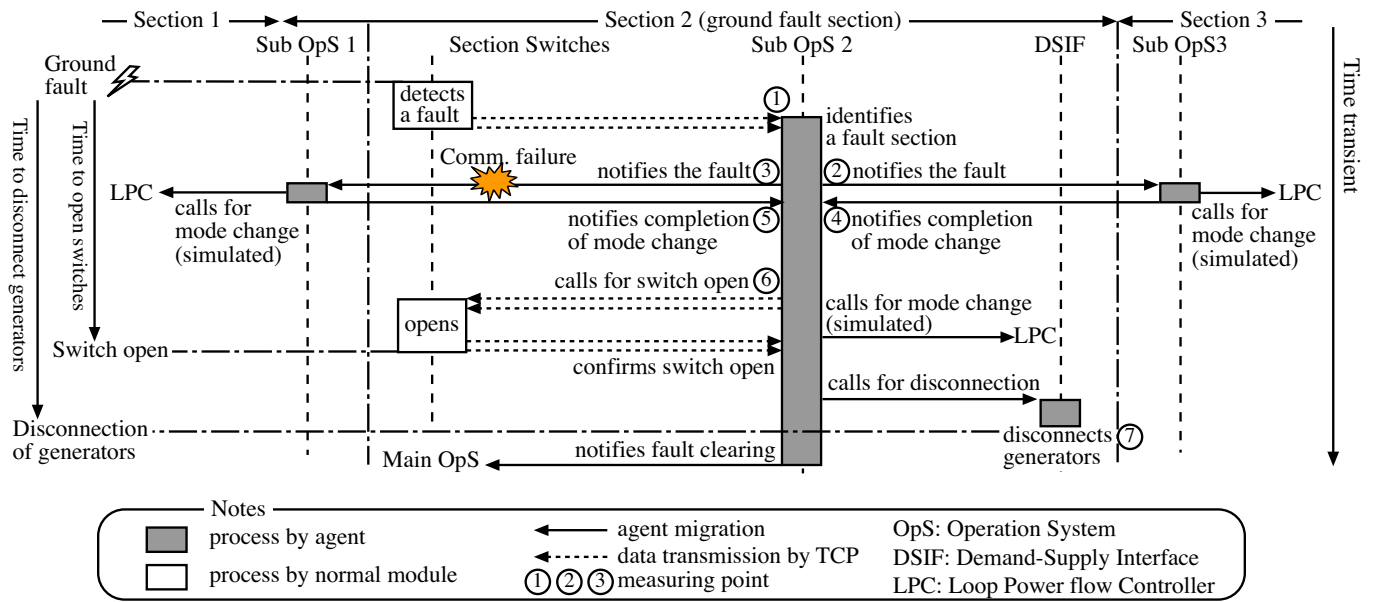 Section 1
Section 2 (ground fault section)
Section 3
Sub OpS 1
Section Switches
Sub OpS 2
DSIF
Sub OpS3
Ground
fault
detects
a fault
1
identifies
a fault section
Time transient
Time to disconnect generators
Time to open switches
Comm. failure
notifies the fault 3
2 notifies the fault
LPC
LPC
calls for
mode change
(simulated)
notifies completion 5
of mode change
4 notifies completion
of mode change
calls for
mode change
(simulated)
calls for switch open 6
opens
calls for mode change
(simulated)
LPC
Switch open
confirms switch open
calls for disconnection
Disconnection
of generators
disconnects 7
generators
notifies fault clearing
Main OpS
Notes
process by agent
process by normal module
agent migration
data transmission by TCP
1 2 3 measuring point
OpS: Operation System
DSIF: Demand-Supply Interface
LPC: Loop Power flow Controller